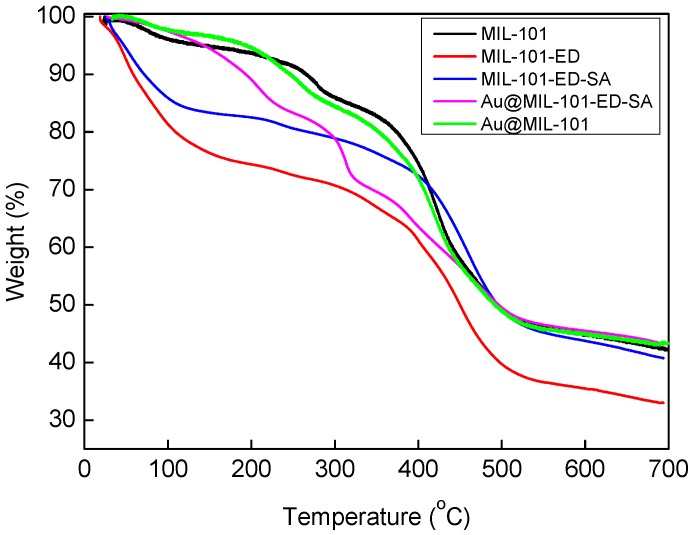 100
90
80
70
60
50
40
30
Weight (%)
MIL-101
MIL-101-ED
MIL-101-ED-SA
Au@MIL-101-ED-SA
Au@MIL-101
0 100 200 300 400 500 600 700
Temperature (°C)